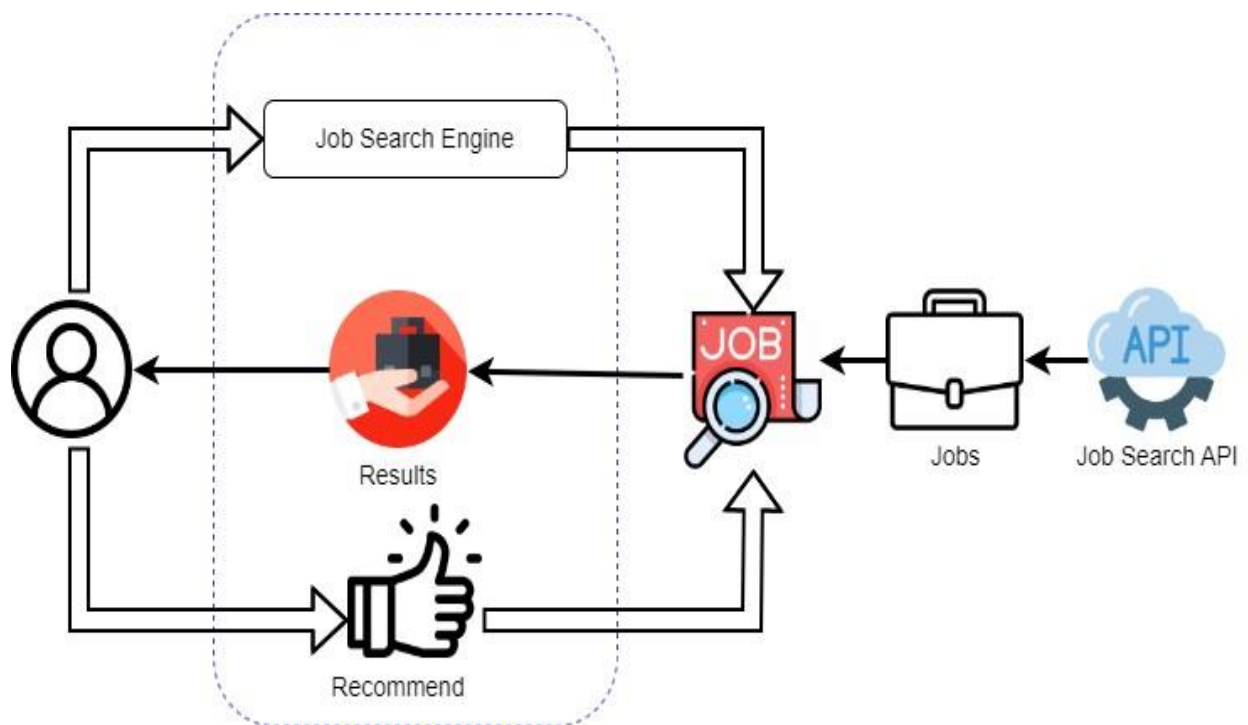 Job Search Engine
JOB
API
Results
Jobs
Job Search API
Recommend